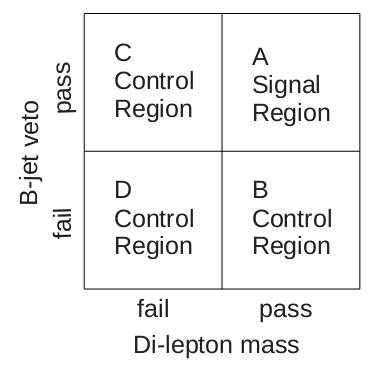 C
Control
Region
A
Signal
Region
D
Control
Region
B
Control
Region
B-jet veto
pass
fail
fail
pass
Di-lepton mass